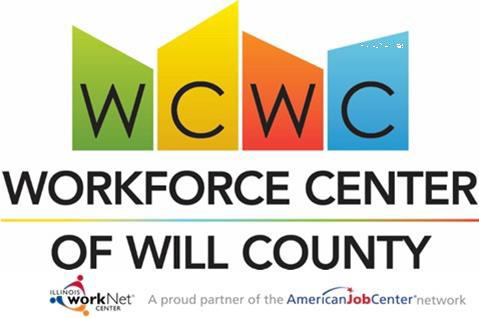 WCWC
WORKFORCE CENTER
OF WILL COUNTY
ILLINOIS
workNet®
CENTER
A proud partner of the AmericanJobCenter® network